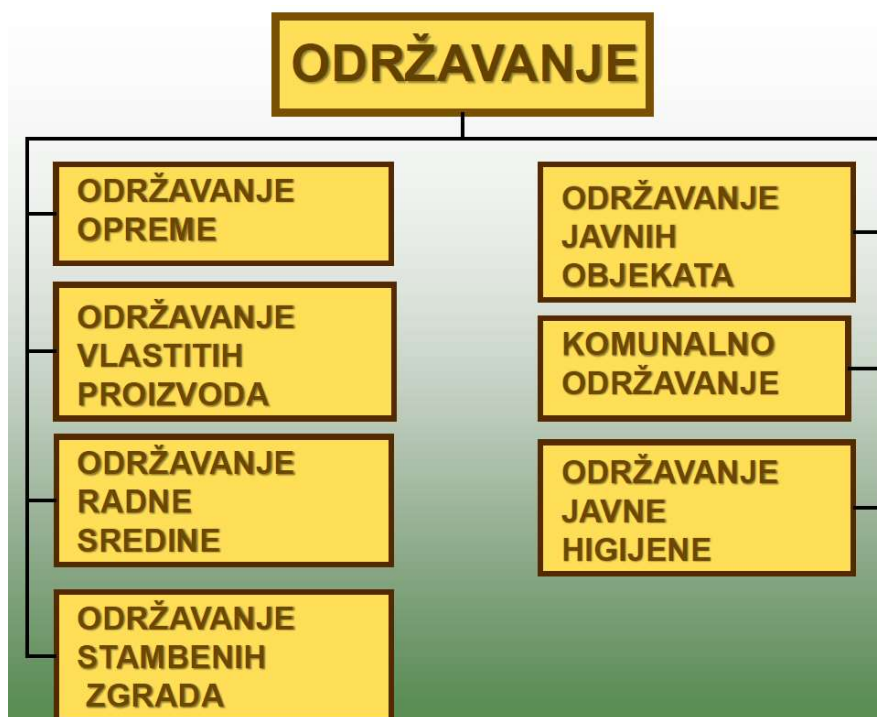 ODRŽAVANJE
ODRŽAVANJE
OPREME
ODRŽAVANJE
VLASTITIH
PROIZVODA
ODRŽAVANJE
RADNE
SREDINE
ODRŽAVANJE
STAMBENIH
ZGRADA
ODRŽAVANJE
JAVNIH
OBJEKATA
KOMUNALNO
ODRŽAVANJE
ODRŽAVANJE
JAVNE
HIGIJENE